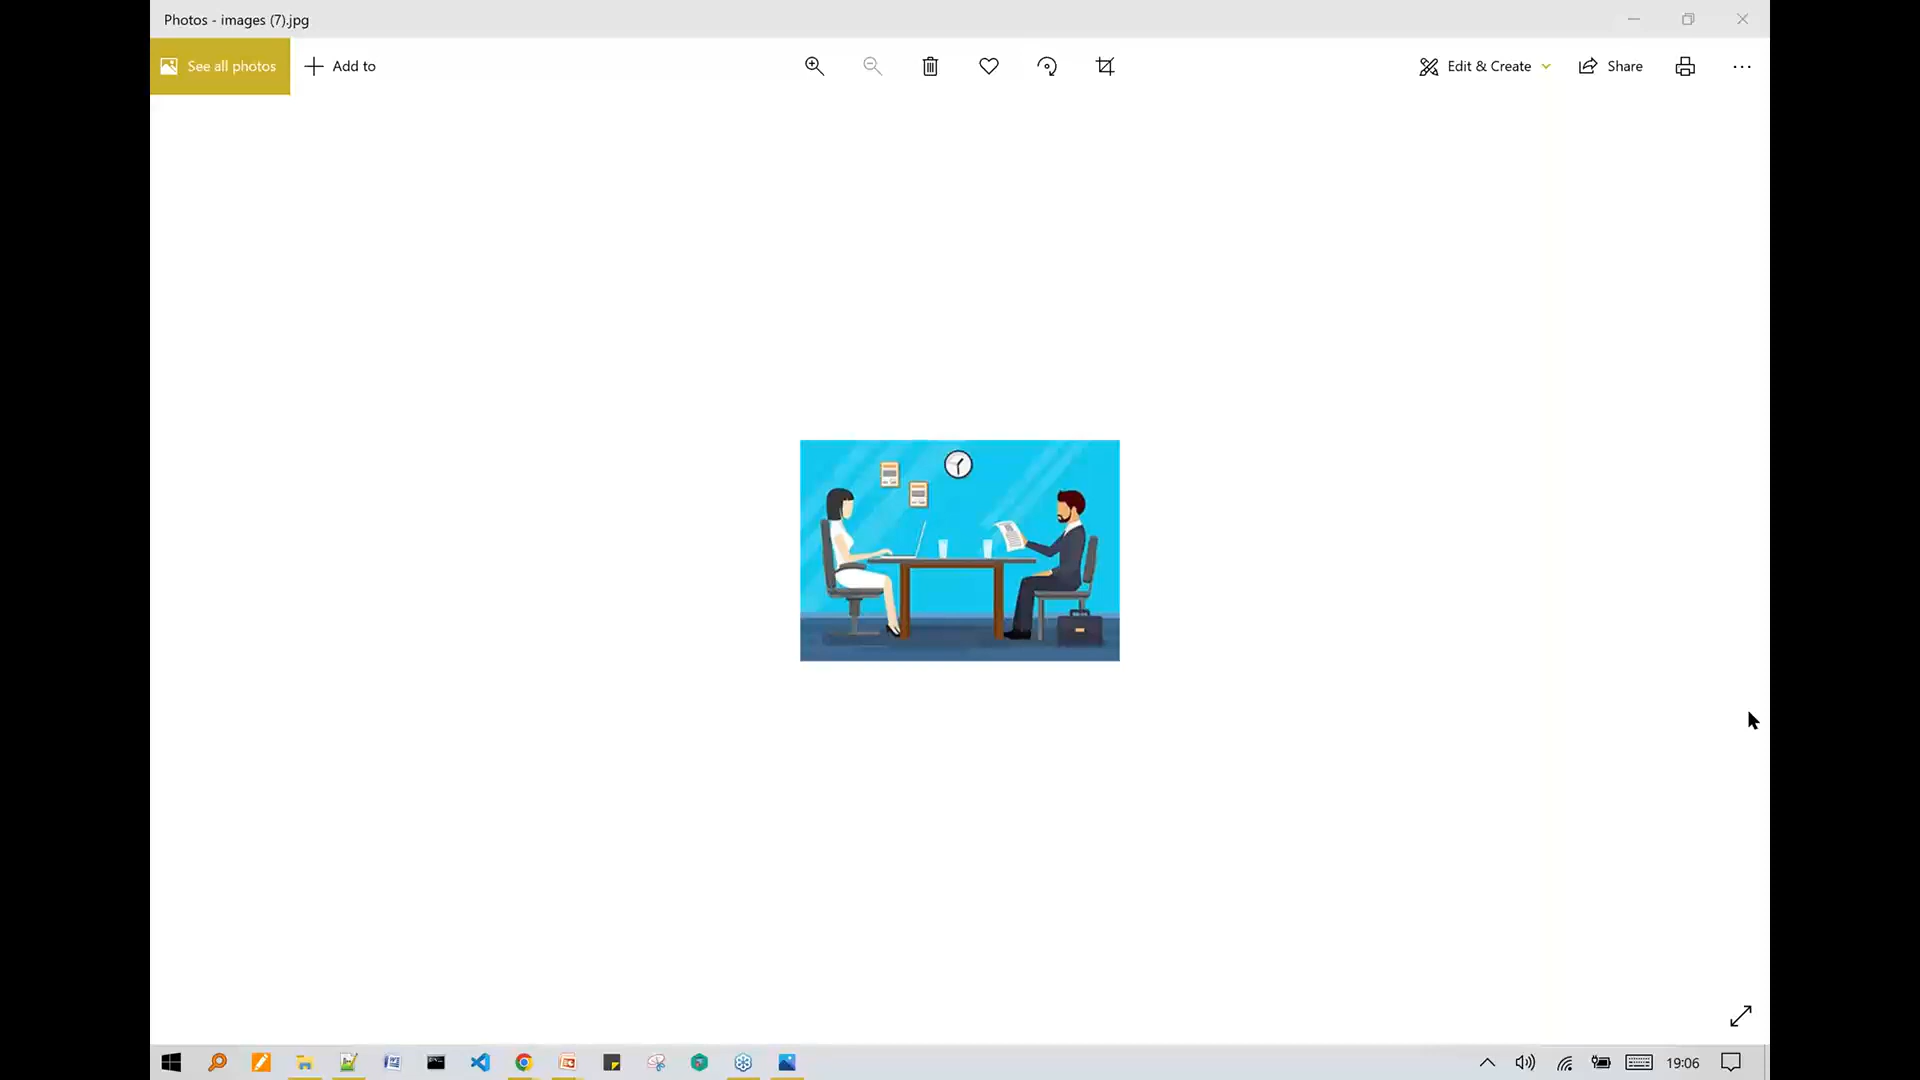 Photos - images (7).jpg
See all photos
Add to
Edit & Create
Share
19:06